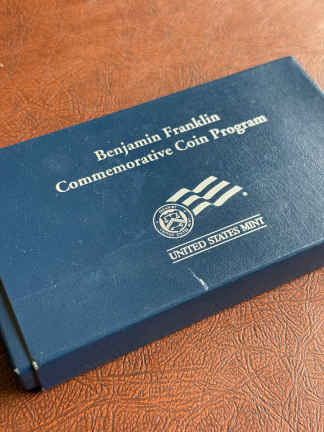 Benjamin Franklin
Commemorative Coin Program
UNITED STATES MINT